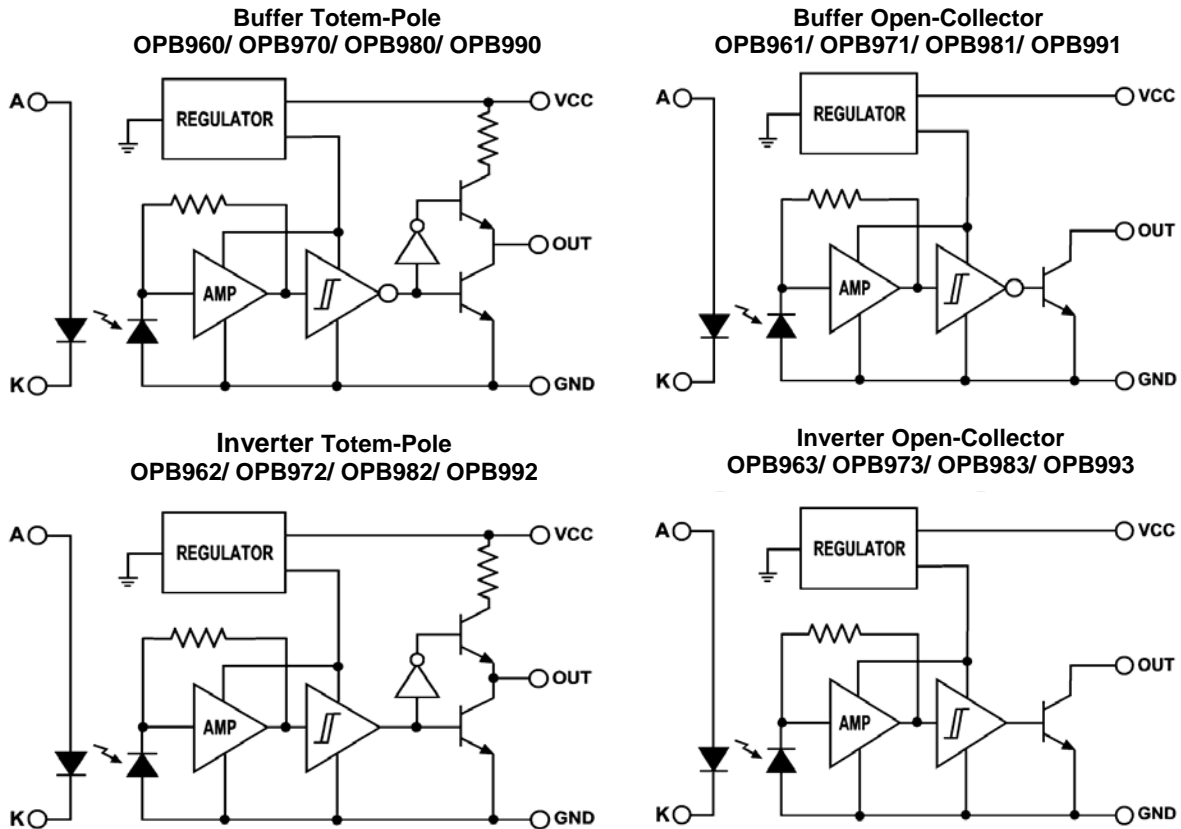 Buffer Totem-Pole
OPB960/ OPB970/ OPB980/ OPB990
A
REGULATOR
VCC
AMP
OUT
K
GND
Buffer Open-Collector
OPB961/ OPB971/ OPB981/ OPB991
A
REGULATOR
VCC
OUT
AMP
K
GND
Inverter Totem-Pole
OPB962/ OPB972/ OPB982/ OPB992
A
REGULATOR
VCC
OUT
AMP
K
GND
Inverter Open-Collector
OPB963/ OPB973/ OPB983/ OPB993
A
REGULATOR
VCC
OUT
AMP
K
GND